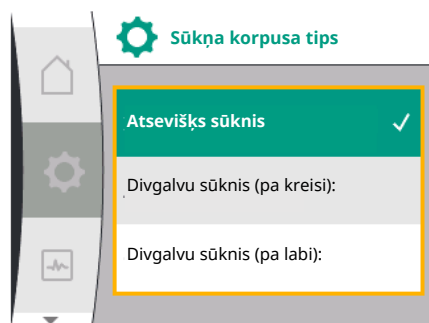 Sūkņa korpusa tips
Atsevišķs sūknis
Divgalvu sūknis (pa kreisi):
Divgalvu sūknis (pa labi):